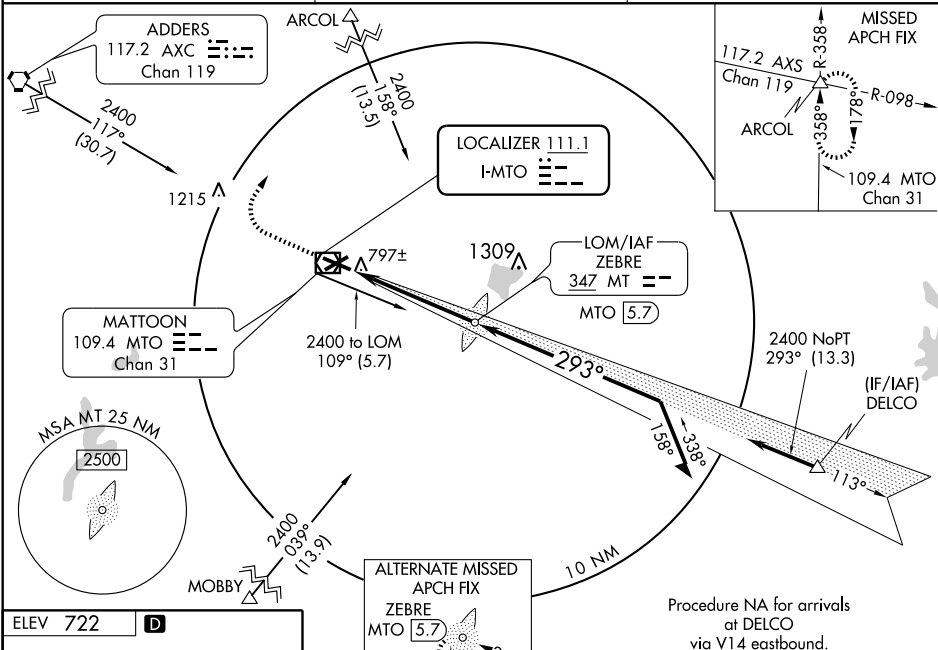 ADDERS
117.2 AXC
Chan 119
2400
117°
(30.7)
ARCOL
2400
158°
(13.5)
LOCALIZER 111.1
I-MTO
MISSED
APCH FIX
117.2 AXS
Chan 119
R-358
R-098
ARCOL
358°
178°
109.4 MTO
Chan 31
1215
797±
1309
LOM/IAF
ZEBRE
347 MT
MTO 5.7
MATTOON
109.4 MTO
Chan 31
2400 to LOM
109° (5.7)
293°
2400 NoPT
293° (13.3)
(IF/IAF)
DELCO
158°
338°
113°
MSA MT 25 NM
2500
2400
039°
(13.9)
MOBBY
10 NM
ALTERNATE MISSED
APCH FIX
ZEBRE
MTO 5.7
Procedure NA for arrivals
at DELCO
via V14 eastbound.
ELEV 722 D